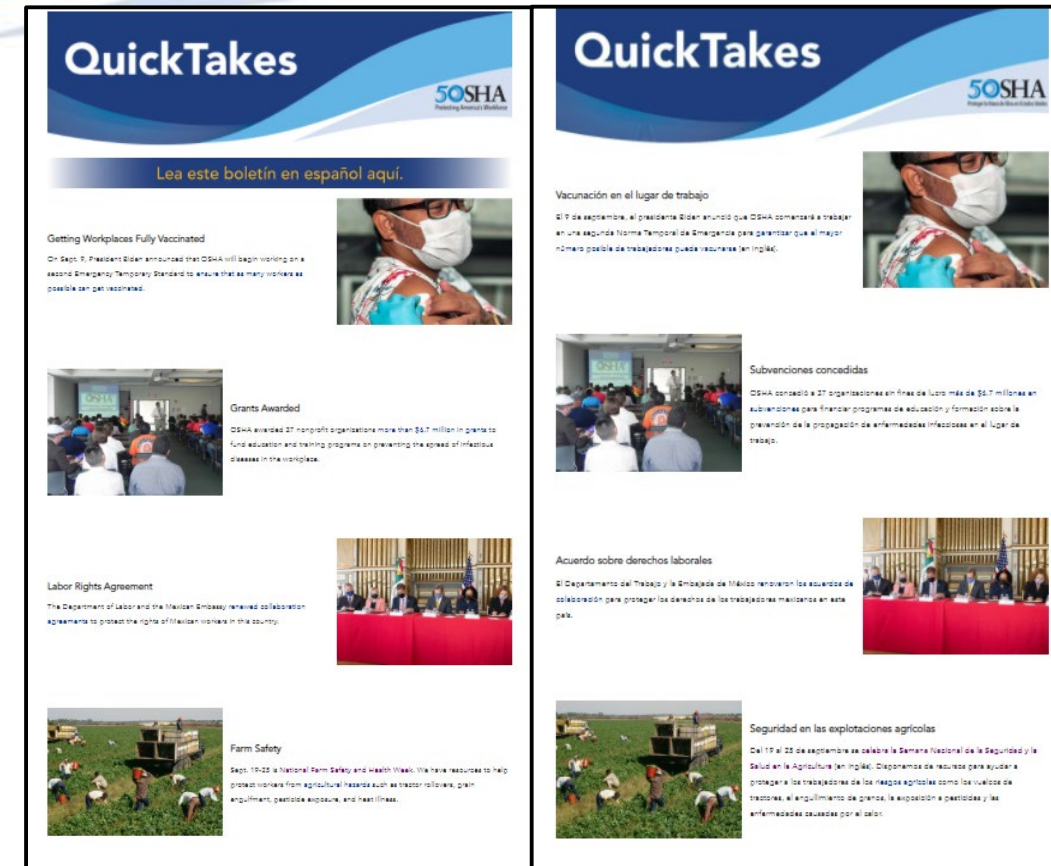 QuickTakes
5OSHA
Protecting America's Workforce
Lea este boletín en español aquí.
Getting Workplaces Fully Vaccinated
On Sept. 9, President Biden announced that OSHA will begin working on a
second Emergency Temporary Standard to ensure that as many workers as
possible can get vaccinated.
OSHA
Grants Awarded
OSHA awarded 27 nonprofit organizations more than $6.7 million in grants to
fund education and training programs on preventing the spread of infectious
diseases in the workplace.
Labor Rights Agreement
The Department of Labor and the Mexican Embassy renewed collaboration
agreements to protect the rights of Mexican workers in this country.
Farm Safety
Sept. 19-25 is National Farm Safety and Health Week. We have resources to help
protect workers from agricultural hazards such as tractor rollovers, grain
engulfment, pesticide exposure, and heat illness.
QuickTakes
5OSHA
Vacunación en el lugar de trabajo
El 9 de septiembre, el presidente Biden anunció que OSHA comenzará a trabajar
en una segunda Norma Temporal de Emergencia para garantizar que el mayor
número posible de trabajadores pueda vacunarse (en inglés).
OSHA
Subvenciones concedidas
OSHA concedió a 27 organizaciones sin fines de lucro más de $6.7 millones en
subvenciones para financiar programas de educación y formación sobre la
prevención de la propagación de enfermedades infecciosas en el lugar de
trabajo.
Acuerdo sobre derechos laborales
El Departamento del Trabajo y la Embajada de México renovaron los acuerdos de
colaboración para proteger los derechos de los trabajadores mexicanos en este
país.
Seguridad en las explotaciones agrícolas
Del 19 al 25 de septiembre se celebra la Semana Nacional de la Seguridad y la
Salud en la Agricultura (en inglés). Disponemos de recursos para ayudar a
proteger a los trabajadores de los riesgos agrícolas como los vuelcos de
tractores, el engullimiento de granos, la exposición a pesticidas y las
enfermedades causadas por el calor.